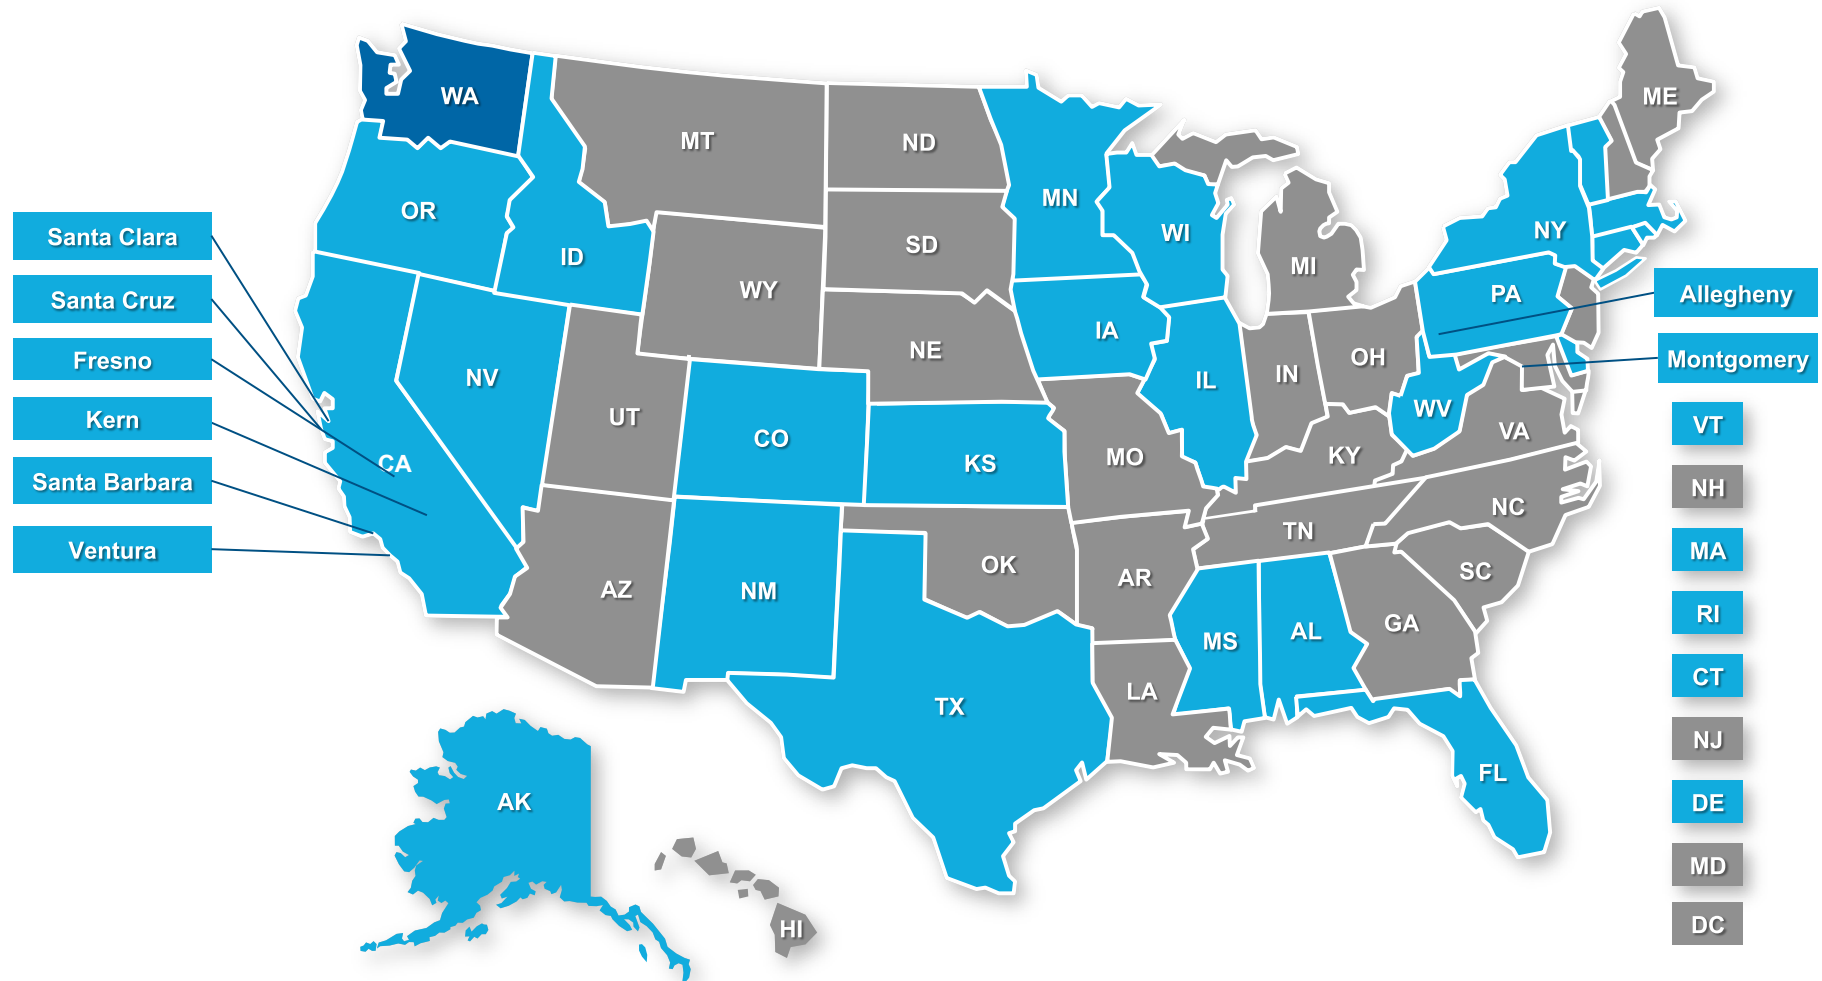 WA
MT
ND
MN
ME
OR
ID
SD
WI
NY
MI
WY
PA
NE
IA
NV
UT
CO
KS
IL
IN
OH
WV
VA
MO
KY
CA
NC
TN
AZ
NM
OK
AR
SC
TX
LA
MS
AL
GA
FL
AK
HI
Santa Clara
Santa Cruz
Fresno
Kern
Santa Barbara
Ventura
Allegheny
Montgomery
VT
NH
MA
RI
CT
NJ
DE
MD
DC